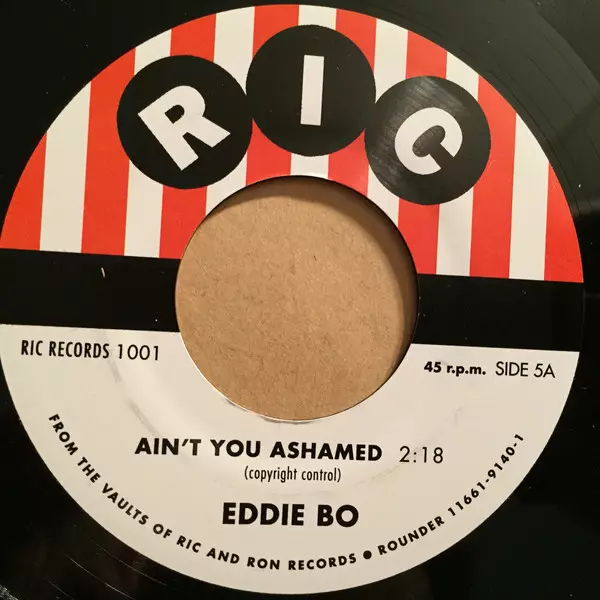 RIC
RIC RECORDS 1001
45 r.p.m. SIDE 5A
AIN'T YOU ASHAMED 2:18
(copyright control)
EDDIE BO
FROM THE VAULTS OF RIC AND RON RECORDS • ROUNDER 11661-9140-1